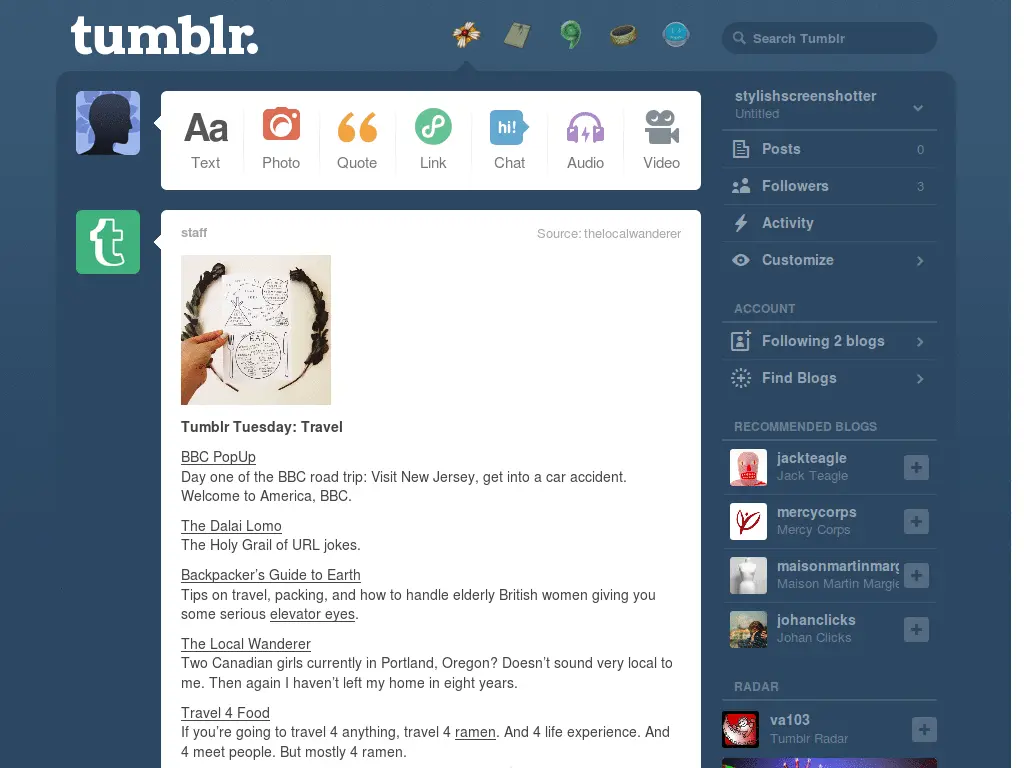 tumblr.
Search Tumblr
Aa
hi!
Text
Photo
Quote
Link
Chat
Audio
Video
staff
Source: thelocalwanderer
EAT
Tumblr Tuesday: Travel
BBC PopUp
Day one of the BBC road trip: Visit New Jersey, get into a car accident.
Welcome to America, BBC.
The Dalai Lomo
The Holy Grail of URL jokes.
Backpacker’s Guide to Earth
Tips on travel, packing, and how to handle elderly British women giving you
some serious elevator eyes.
The Local Wanderer
Two Canadian girls currently in Portland, Oregon? Doesn’t sound very local to
me. Then again I haven’t left my home in eight years.
Travel 4 Food
If you’re going to travel 4 anything, travel 4 ramen. And 4 life experience. And
4 meet people. But mostly 4 ramen.
stylishscreenshotter
Untitled
Posts 0
Followers 3
Activity
Customize
ACCOUNT
Following 2 blogs
Find Blogs
RECOMMENDED BLOGS
jackteagle
Jack Teagle
mercycorps
Mercy Corps
maisonmartinmarg
Maison Martin Margie
johanclicks
Johan Clicks
RADAR
va103
Tumblr Radar